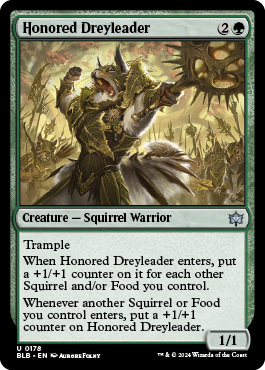 Honored Dreyleader 2
Creature — Squirrel Warrior
Trample
When Honored Dreyleader enters, put
a +1/+1 counter on it for each other
Squirrel and/or Food you control.
Whenever another Squirrel or Food
you control enters, put a +1/+1
counter on Honored Dreyleader.
1/1
U 0178
BLB • EN AURORE FOLNY ™ & © 2024 Wizards of the Coast